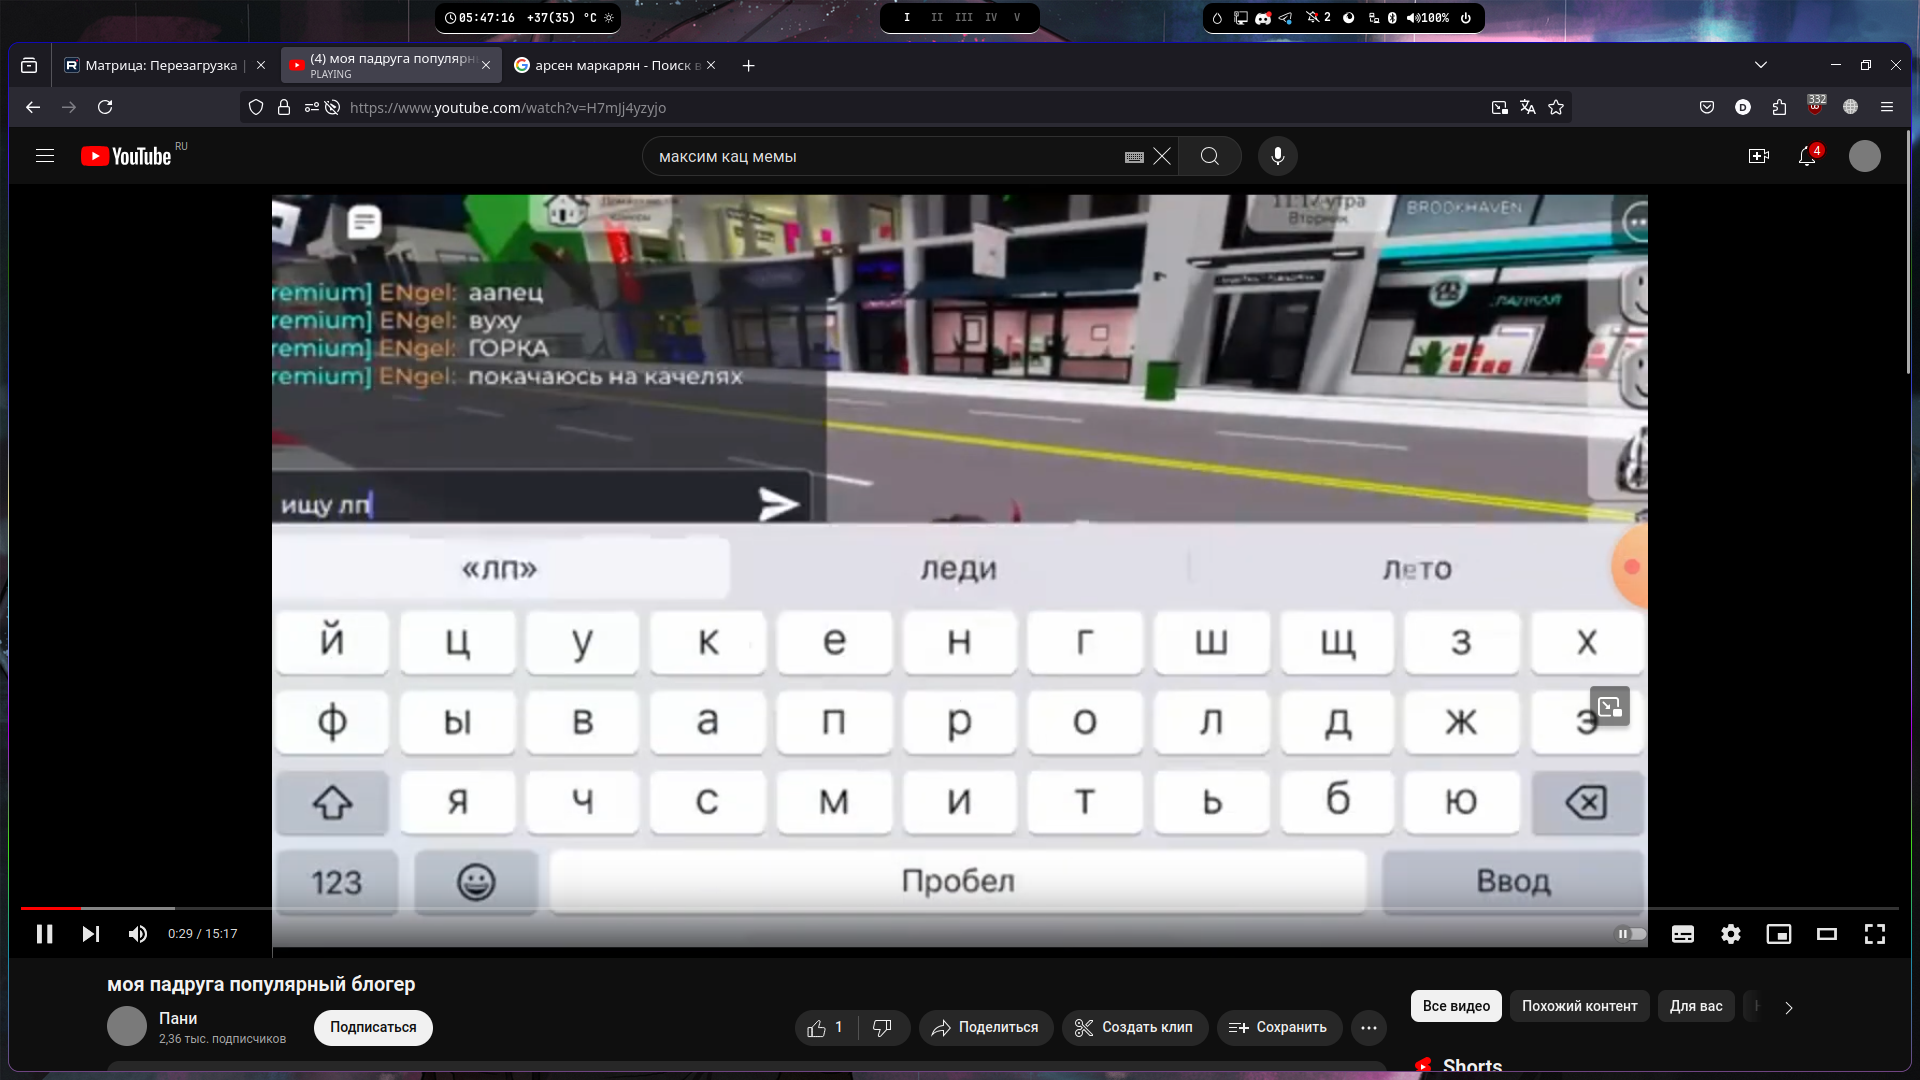 05:47:16 +37(35) °C
I II III IV V
2 100%
Матрица: Перезагрузка |
(4) моя падруга популярн
PLAYING
арсен маркарян - Поиск в
https://www.youtube.com/watch?v=H7mJj4yzyjo
332
D
YouTube RU
максим кац мемы
4
11:17 утра
Вторник
BROOKHAVEN
remium] ENgel: аапец
remium] ENgel: вуху
remium] ENgel: ГОРКА
remium] ENgel: покачаюсь на качелях
ищу лп
«лп» леди лето
й ц у к е н г ш щ з х
ф ы в а п р о л д ж э
я ч с м и т ь б ю
123 Пробел Ввод
0:29 / 15:17
моя падруга популярный блогер
Пани
2,36 тыс. подписчиков
Подписаться
1
Поделиться
Создать клип
Сохранить
Все видео
Похожий контент
Для вас
Shorts